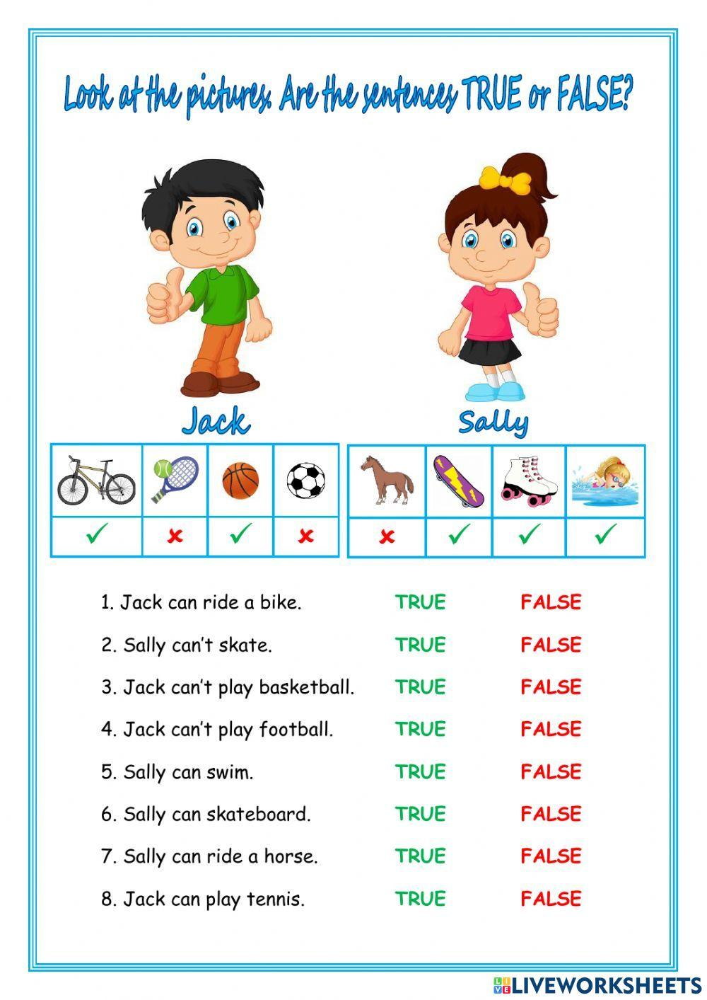 Look at the pictures. Are the sentences TRUE or FALSE?
Jack
Sally
1. Jack can ride a bike. TRUE FALSE
2. Sally can't skate. TRUE FALSE
3. Jack can't play basketball. TRUE FALSE
4. Jack can't play football. TRUE FALSE
5. Sally can swim. TRUE FALSE
6. Sally can skateboard. TRUE FALSE
7. Sally can ride a horse. TRUE FALSE
8. Jack can play tennis. TRUE FALSE
LIVE LIVEWORKSHEETS